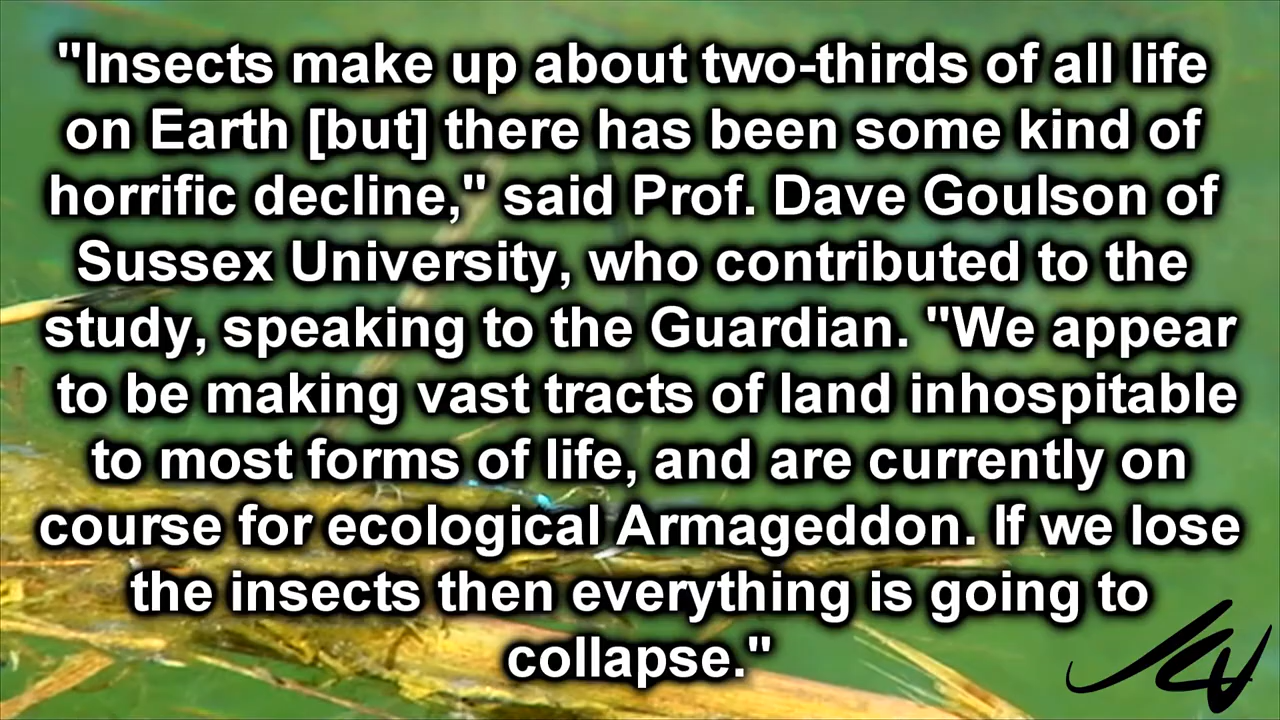 "Insects make up about two-thirds of all life
on Earth [but] there has been some kind of
horrific decline," said Prof. Dave Goulson of
Sussex University, who contributed to the
study, speaking to the Guardian. "We appear
to be making vast tracts of land inhospitable
to most forms of life, and are currently on
course for ecological Armageddon. If we lose
the insects then everything is going to
collapse."